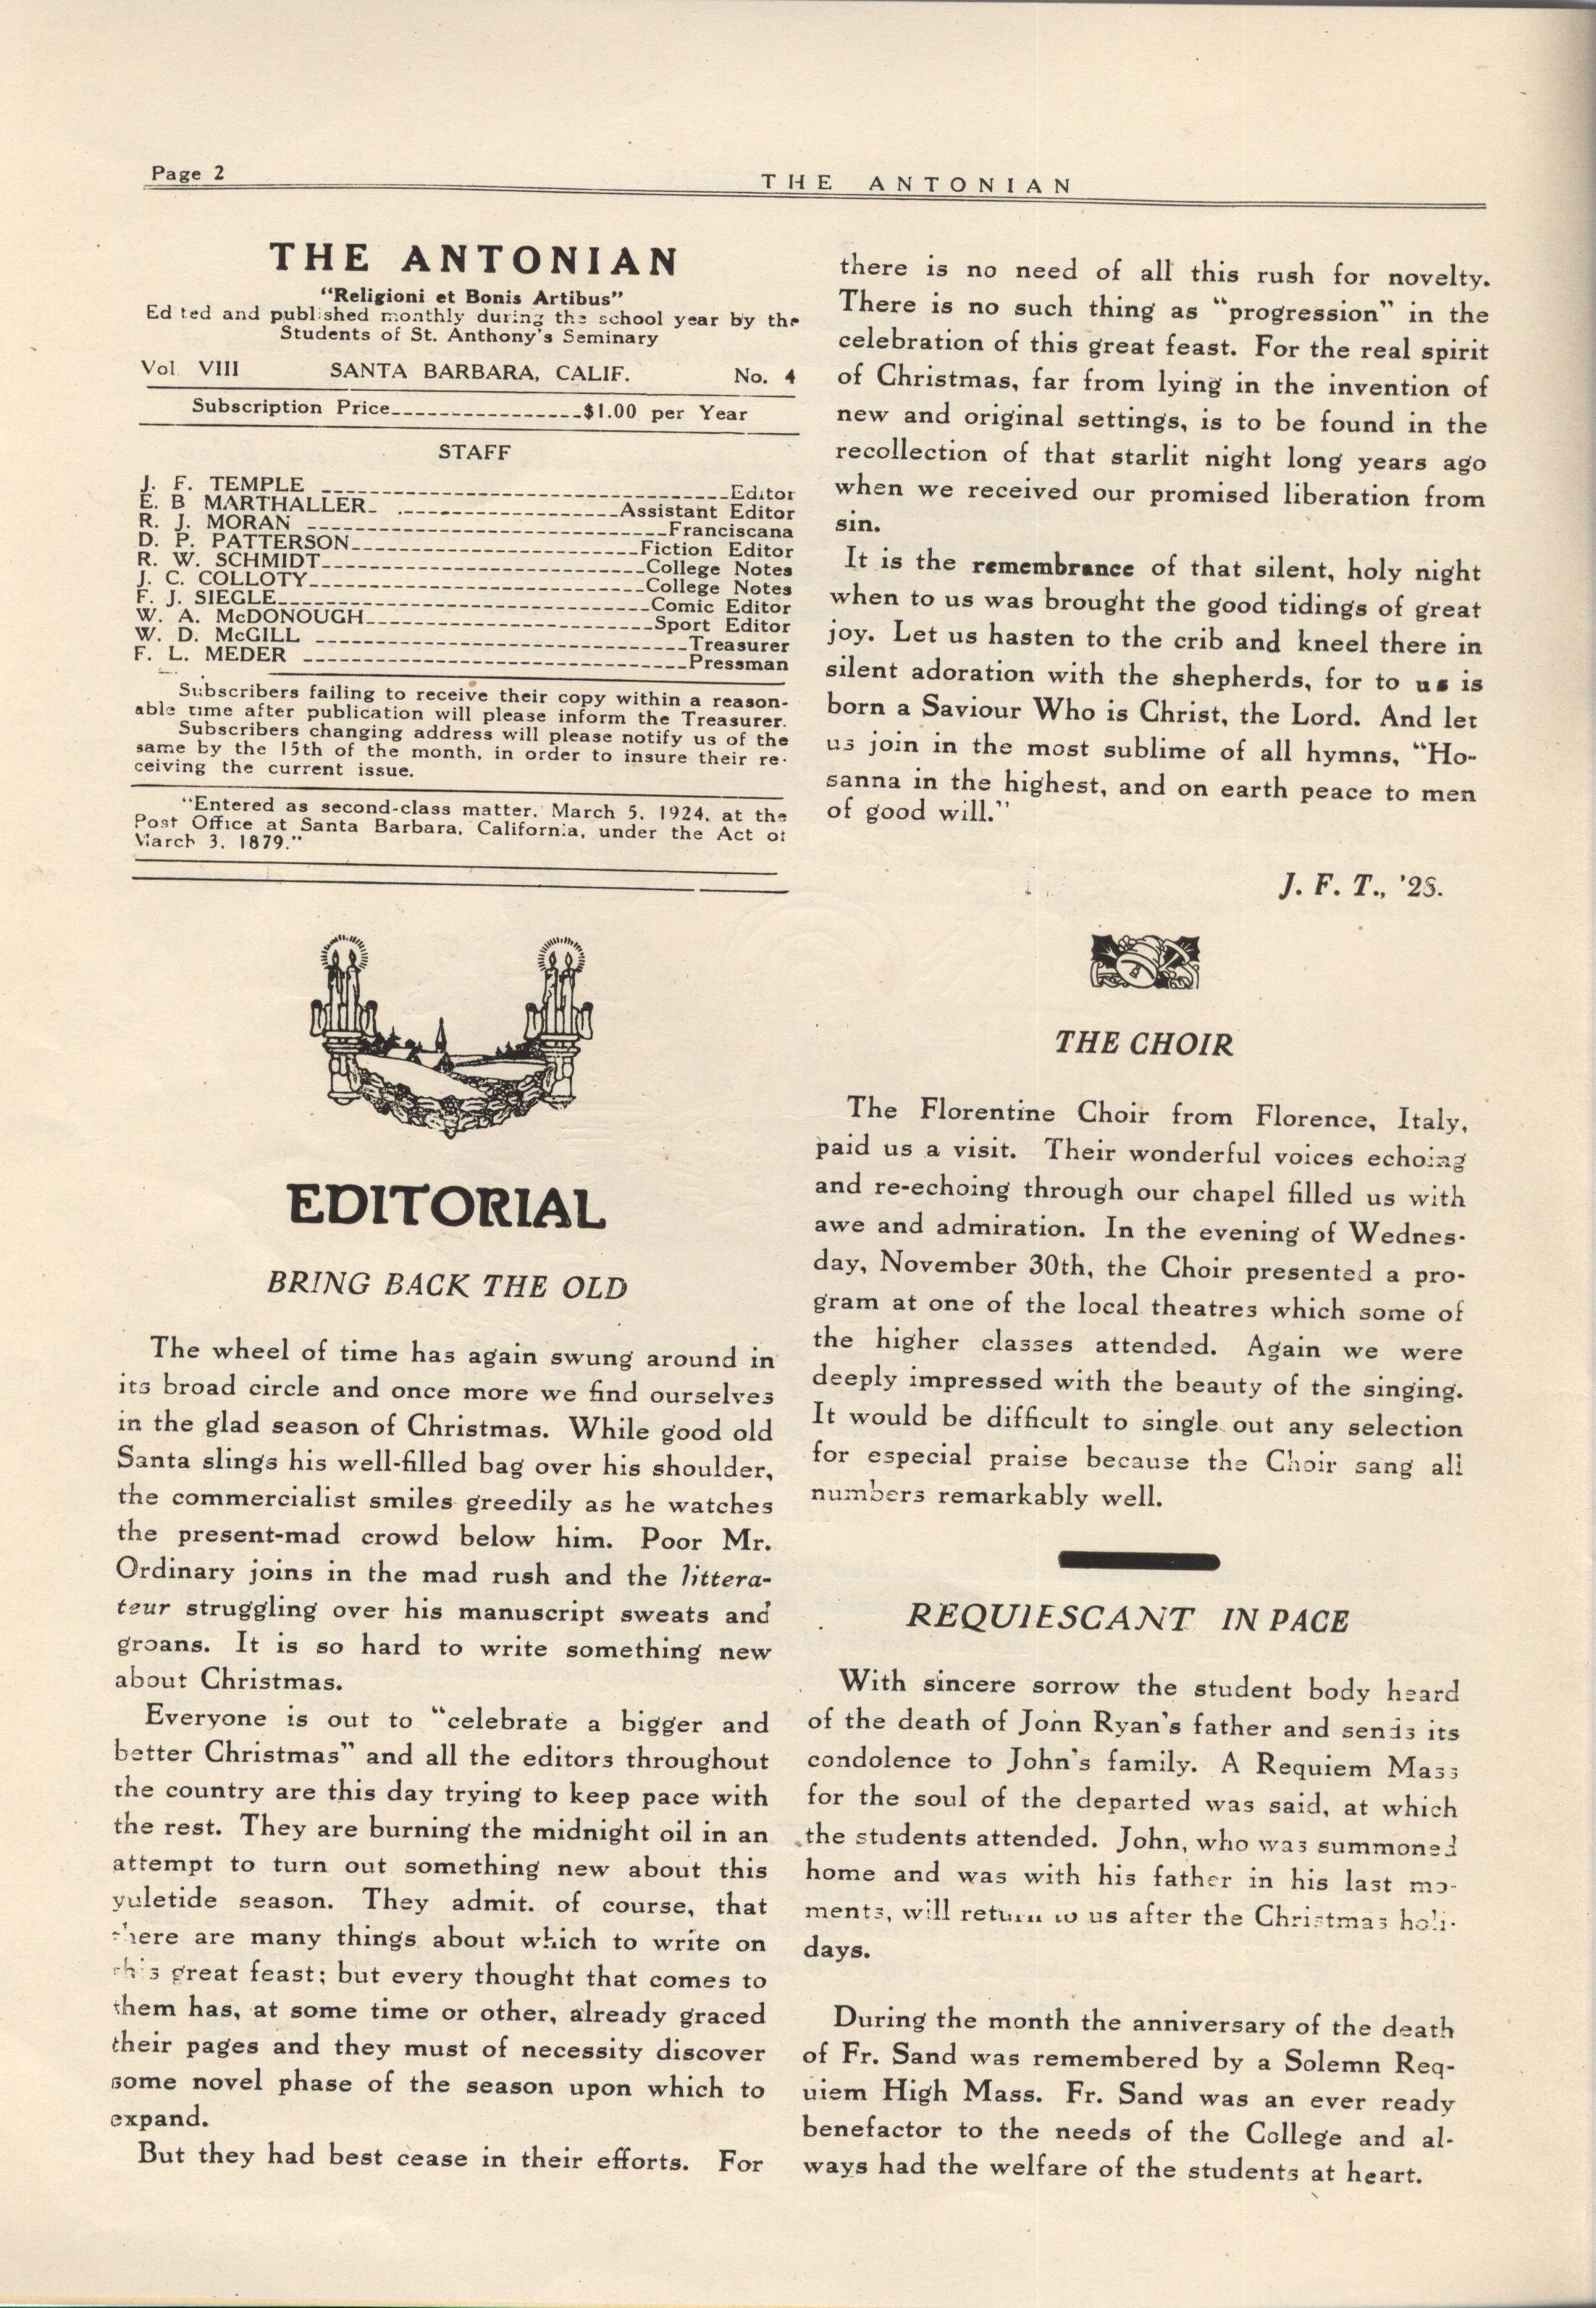 Page 2
THE ANTONIAN
THE ANTONIAN
"Religioni et Bonis Artibus"
Edited and published monthly during the school year by the
Students of St. Anthony's Seminary
Vol VIII SANTA BARBARA, CALIF. No. 4
Subscription Price----------------$1.00 per Year
STAFF
J. F. TEMPLE ----------------------------------Editor
E. B MARTHALLER- .------------------Assistant Editor
R. J. MORAN ------------------------------Franciscana
D. P. PATTERSON------------------------Fiction Editor
R. W. SCHMIDT---------------------------College Notes
J. C. COLLOTY----------------------------College Notes
F. J. SIEGLE-------------------------------Comic Editor
W. A. McDONOUGH------------------------Sport Editor
W. D. McGILL -------------------------------Treasurer
F. L. MEDER --------------------------------Pressman
Subscribers failing to receive their copy within a reason-
able time after publication will please inform the Treasurer.
Subscribers changing address will please notify us of the
same by the 15th of the month, in order to insure their re-
ceiving the current issue.
"Entered as second-class matter, March 5, 1924, at the
Post Office at Santa Barbara, California, under the Act of
March 3, 1879."
EDITORIAL
BRING BACK THE OLD
The wheel of time has again swung around in
its broad circle and once more we find ourselves
in the glad season of Christmas. While good old
Santa slings his well-filled bag over his shoulder,
the commercialist smiles greedily as he watches
the present-mad crowd below him. Poor Mr.
Ordinary joins in the mad rush and the littera-
teur struggling over his manuscript sweats and
groans. It is so hard to write something new
about Christmas.
Everyone is out to "celebrate a bigger and
better Christmas" and all the editors throughout
the country are this day trying to keep pace with
the rest. They are burning the midnight oil in an
attempt to turn out something new about this
yuletide season. They admit. of course, that
there are many things about which to write on
this great feast; but every thought that comes to
them has, at some time or other, already graced
their pages and they must of necessity discover
some novel phase of the season upon which to
expand.
But they had best cease in their efforts. For
there is no need of all this rush for novelty.
There is no such thing as "progression" in the
celebration of this great feast. For the real spirit
of Christmas, far from lying in the invention of
new and original settings, is to be found in the
recollection of that starlit night long years ago
when we received our promised liberation from
sin.
It is the remembrance of that silent, holy night
when to us was brought the good tidings of great
joy. Let us hasten to the crib and kneel there in
silent adoration with the shepherds, for to us is
born a Saviour Who is Christ, the Lord. And let
us join in the most sublime of all hymns, "Ho-
sanna in the highest, and on earth peace to men
of good will."
J. F. T., '28.
THE CHOIR
The Florentine Choir from Florence, Italy,
paid us a visit. Their wonderful voices echoing
and re-echoing through our chapel filled us with
awe and admiration. In the evening of Wednes-
day, November 30th, the Choir presented a pro-
gram at one of the local theatres which some of
the higher classes attended. Again we were
deeply impressed with the beauty of the singing.
It would be difficult to single out any selection
for especial praise because the Choir sang all
numbers remarkably well.
REQUIESCANT IN PACE
With sincere sorrow the student body heard
of the death of John Ryan's father and sends its
condolence to John's family. A Requiem Mass
for the soul of the departed was said, at which
the students attended. John, who was summoned
home and was with his father in his last mo-
ments, will return to us after the Christmas holi-
days.
During the month the anniversary of the death
of Fr. Sand was remembered by a Solemn Req-
uiem High Mass. Fr. Sand was an ever ready
benefactor to the needs of the College and al-
ways had the welfare of the students at heart.